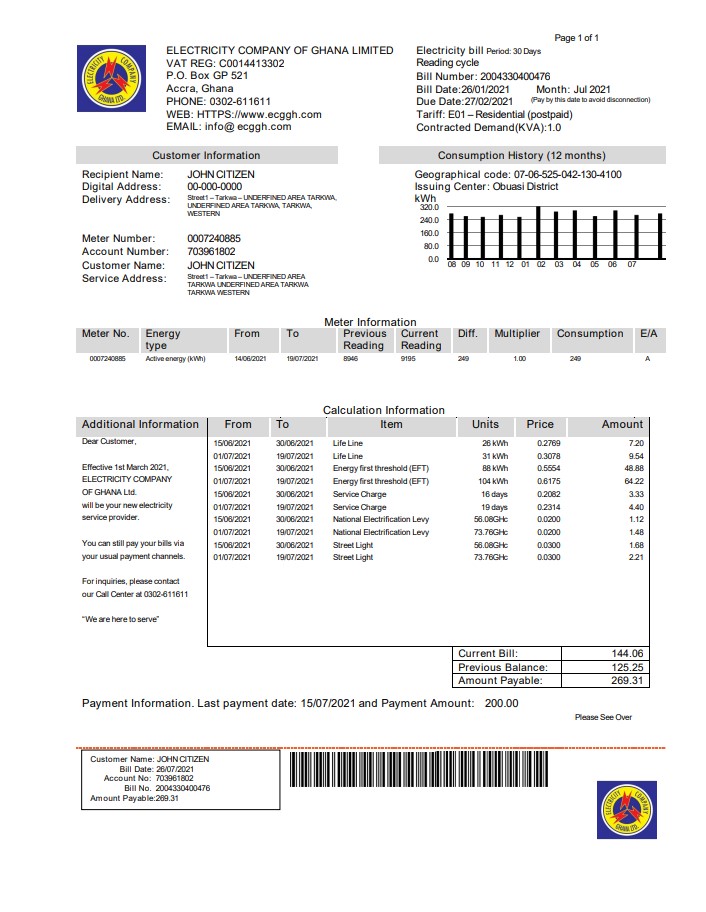 Page 1 of 1
ELECTRICITY COMPANY OF GHANA LIMITED
VAT REG: C0014413302
P.O. Box GP 521
Accra, Ghana
PHONE: 0302-611611
WEB: HTTPS://www.ecggh.com
EMAIL: info@ ecggh.com
ELECTRICITY COMPANY GHANA LTD.
Electricity bill Period: 30 Days
Reading cycle
Bill Number: 2004330400476
Bill Date:26/01/2021 Month: Jul 2021
Due Date:27/02/2021 (Pay by this date to avoid disconnection)
Tariff: E01 – Residential (postpaid)
Contracted Demand(KVA):1.0
Customer Information
Recipient Name: JOHN CITIZEN
Digital Address: 00-000-0000
Delivery Address: Street1 – Tarkwa – UNDERFINED AREA TARKWA,
UNDERFINED AREA TARKWA, TARKWA,
WESTERN
Meter Number: 0007240885
Account Number: 703961802
Customer Name: JOHN CITIZEN
Service Address: Street1 – Tarkwa – UNDERFINED AREA
TARKWA UNDERFINED AREA TARKWA
TARKWA WESTERN
Consumption History (12 months)
Geographical code: 07-06-525-042-130-4100
Issuing Center: Obuasi District
kWh
320.0
240.0
160.0
80.0
0.0
08 09 10 11 12 01 02 03 04 05 06 07
Meter Information
Meter No. Energy type From To Previous Reading Current Reading Diff. Multiplier Consumption E/A
0007240885 Active energy (kWh) 14/06/2021 19/07/2021 8946 9195 249 1.00 249 A
Calculation Information
Additional Information From To Item Units Price Amount
Dear Customer,
Effective 1st March 2021,
ELECTRICITY COMPANY
OF GHANA Ltd.
will be your new electricity
service provider.
You can still pay your bills via
your usual payment channels.
For inquiries, please contact
our Call Center at 0302-611611
“We are here to serve”
15/06/2021 30/06/2021 Life Line 26 kWh 0.2769 7.20
01/07/2021 19/07/2021 Life Line 31 kWh 0.3078 9.54
15/06/2021 30/06/2021 Energy first threshold (EFT) 88 kWh 0.5554 48.88
01/07/2021 19/07/2021 Energy first threshold (EFT) 104 kWh 0.6175 64.22
15/06/2021 30/06/2021 Service Charge 16 days 0.2082 3.33
01/07/2021 19/07/2021 Service Charge 19 days 0.2314 4.40
15/06/2021 30/06/2021 National Electrification Levy 56.08GHc 0.0200 1.12
01/07/2021 19/07/2021 National Electrification Levy 73.76GHc 0.0200 1.48
15/06/2021 30/06/2021 Street Light 56.08GHc 0.0300 1.68
01/07/2021 19/07/2021 Street Light 73.76GHc 0.0300 2.21
Current Bill: 144.06
Previous Balance: 125.25
Amount Payable: 269.31
Payment Information. Last payment date: 15/07/2021 and Payment Amount: 200.00
Please See Over
Customer Name: JOHN CITIZEN
Bill Date: 26/07/2021
Account No: 703961802
Bill No. 2004330400476
Amount Payable:269.31
ELECTRICITY COMPANY GHANA LTD.